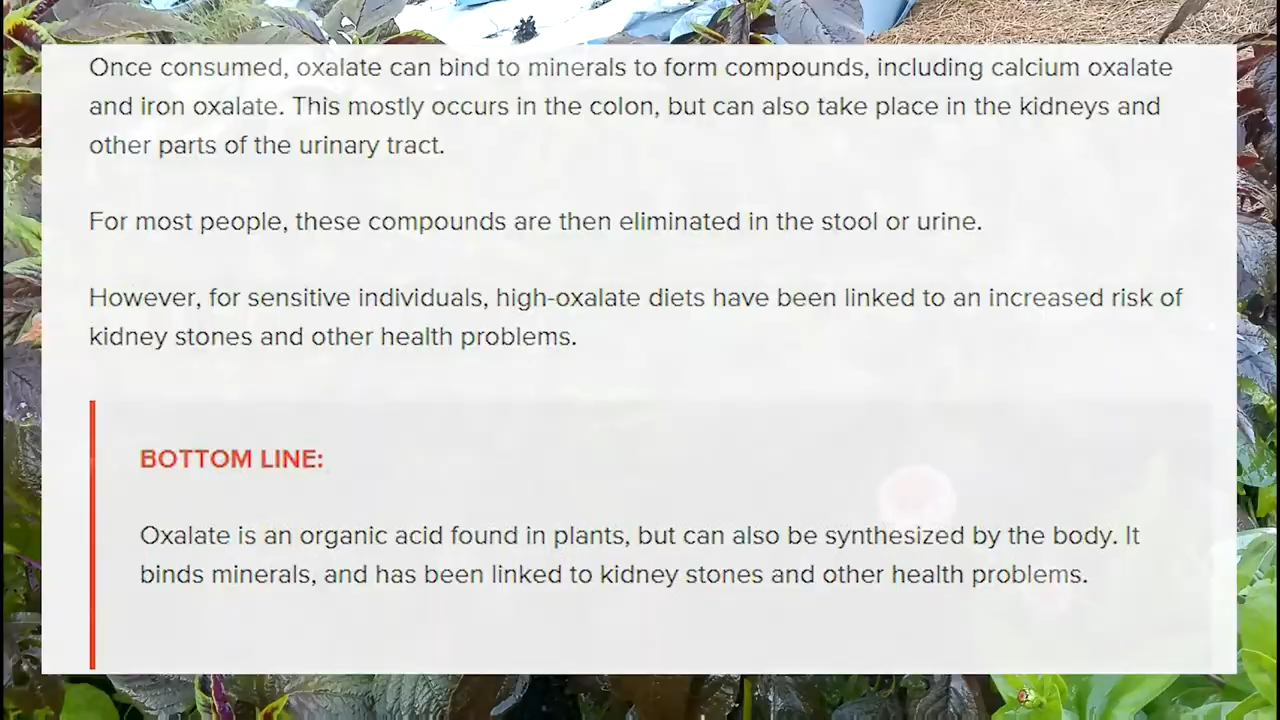 Once consumed, oxalate can bind to minerals to form compounds, including calcium oxalate
and iron oxalate. This mostly occurs in the colon, but can also take place in the kidneys and
other parts of the urinary tract.
For most people, these compounds are then eliminated in the stool or urine.
However, for sensitive individuals, high-oxalate diets have been linked to an increased risk of
kidney stones and other health problems.
BOTTOM LINE:
Oxalate is an organic acid found in plants, but can also be synthesized by the body. It
binds minerals, and has been linked to kidney stones and other health problems.